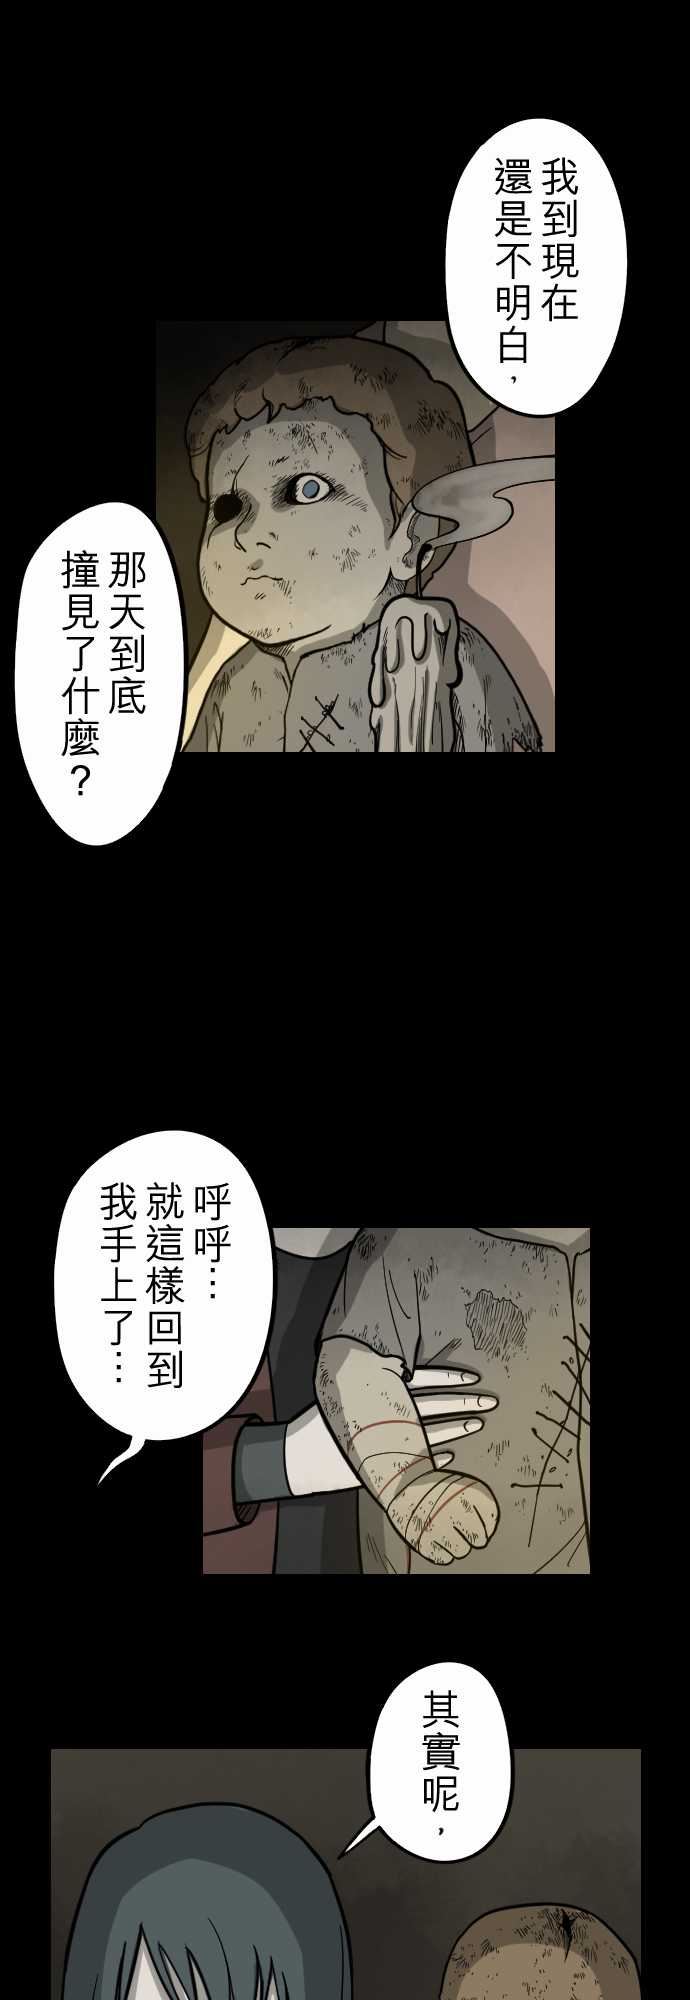 我到現在
還是不明白，
那天到底
撞見了什麼？
呼呼…
就這樣回到
我手上了…
其實呢，